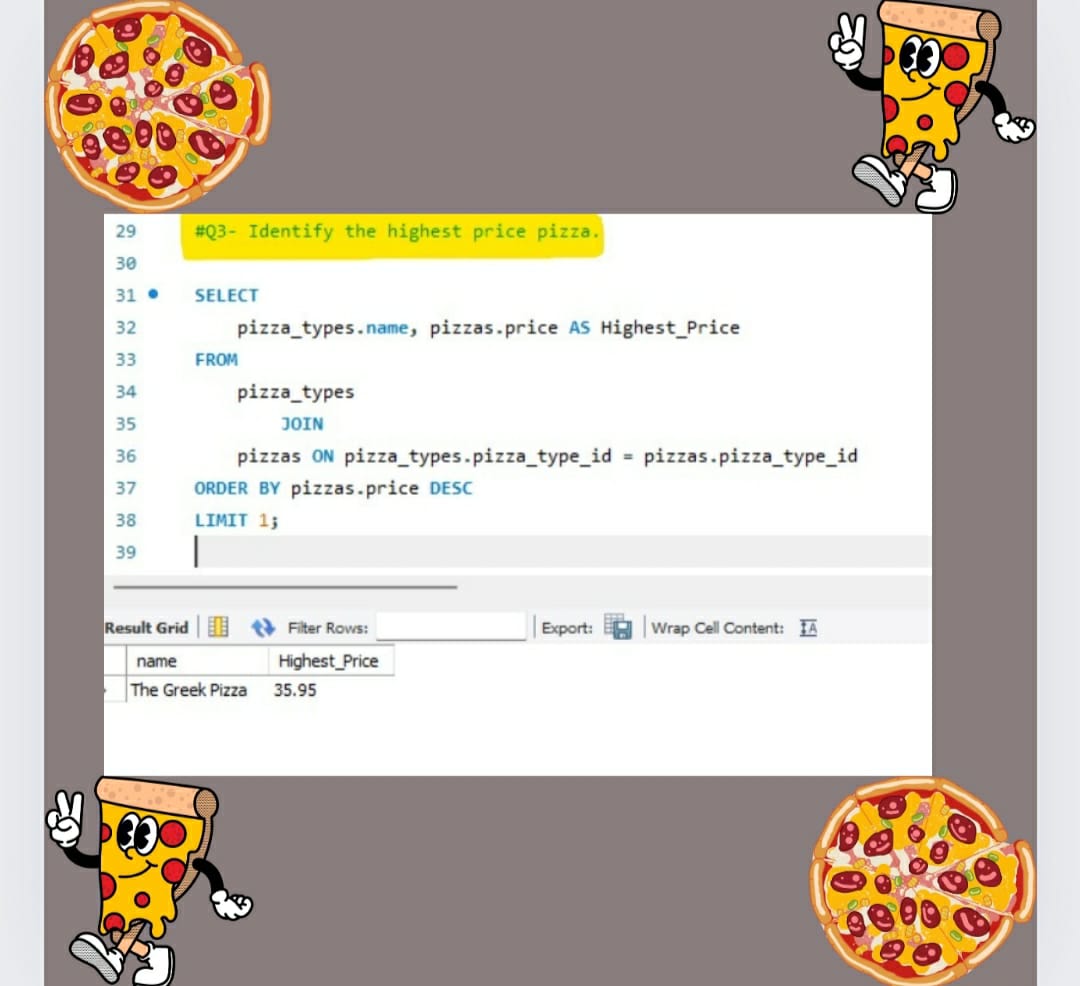 29 #Q3- Identify the highest price pizza.
30
31 SELECT
32 pizza_types.name, pizzas.price AS Highest_Price
33 FROM
34 pizza_types
35 JOIN
36 pizzas ON pizza_types.pizza_type_id = pizzas.pizza_type_id
37 ORDER BY pizzas.price DESC
38 LIMIT 1;
39
Result Grid Filter Rows: Export: Wrap Cell Content: IA
name Highest_Price
The Greek Pizza 35.95